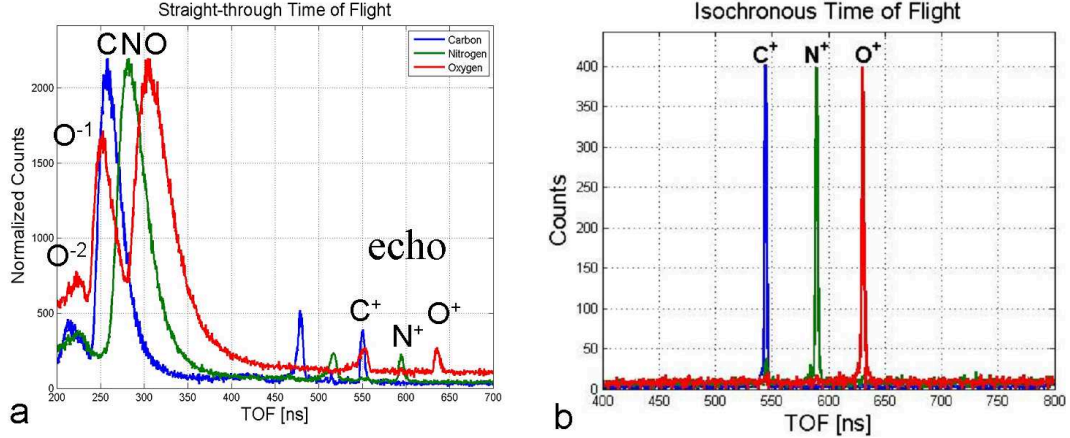 Straight-through Time of Flight
Carbon
Nitrogen
Oxygen
C N O
O⁻¹
O⁻²
echo
C⁺
N⁺
O⁺
Normalized Counts
2000
1500
1000
500
0
200 250 300 350 400 450 500 550 600 650 700
TOF [ns]
a
Isochronous Time of Flight
C⁺ N⁺ O⁺
Counts
400
350
300
250
200
150
100
50
0
400 450 500 550 600 650 700 750 800
TOF [ns]
b